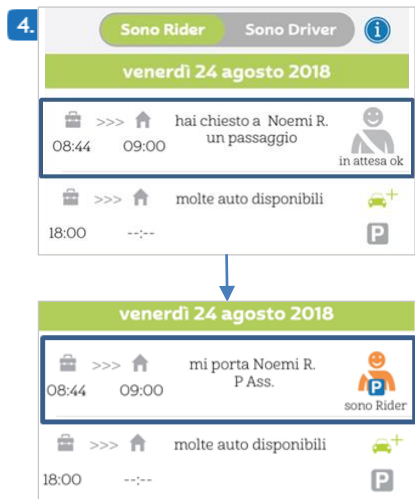 4.
Sono Rider Sono Driver i
venerdì 24 agosto 2018
>>> hai chiesto a Noemi R.
08:44 09:00 un passaggio
in attesa ok
>>> molte auto disponibili +
18:00 --:-- P
venerdì 24 agosto 2018
>>> mi porta Noemi R.
08:44 09:00 P Ass. P
sono Rider
>>> molte auto disponibili +
18:00 --:-- P